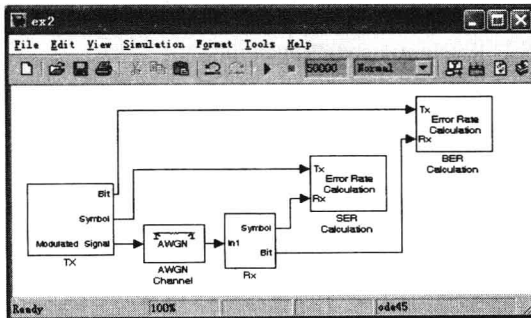 ex2
File Edit View Simulation Format Tools Help
50000 Normal
Tx
Error Rate
Calculation
Rx
BER
Calculation
Tx
Error Rate
Calculation
Rx
SER
Calculation
Bit
Symbol
Modulated Signal
TX
AWGN
AWGN
Channel
In1
Symbol
Bit
Rx
Ready 100% ode45